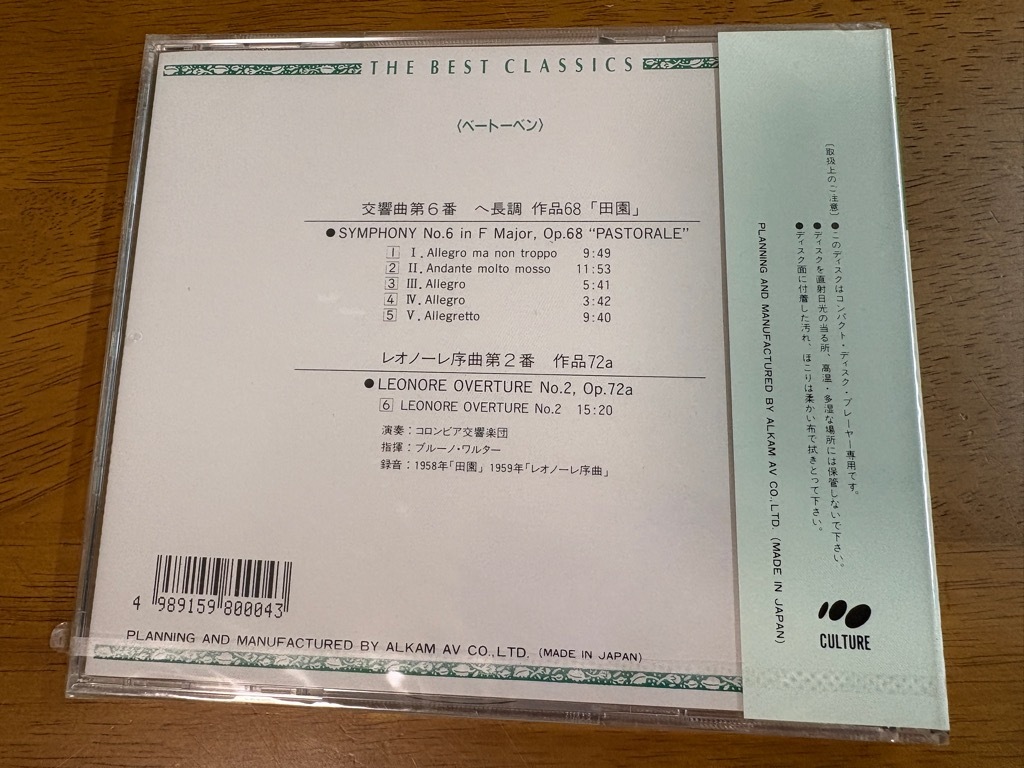 THE BEST CLASSICS
〈ベートーベン〉
交響曲第6番 ヘ長調 作品68「田園」
●SYMPHONY No.6 in F Major, Op.68 “PASTORALE”
1 I. Allegro ma non troppo 9:49
2 II. Andante molto mosso 11:53
3 III. Allegro 5:41
4 IV. Allegro 3:42
5 V. Allegretto 9:40
レオノーレ序曲第2番 作品72a
●LEONORE OVERTURE No.2, Op.72a
6 LEONORE OVERTURE No.2 15:20
演奏：コロンビア交響楽団
指揮：ブルーノ・ワルター
録音：1958年「田園」 1959年「レオノーレ序曲」
4 989159 800043
PLANNING AND MANUFACTURED BY ALKAM AV CO.,LTD. (MADE IN JAPAN)
〔取扱上のご注意〕
●このディスクはコンパクト・ディスク・プレーヤー専用です。
●ディスクを直射日光の当る所、高温・多湿な場所には保管しないで下さい。
●ディスク面に付着した汚れ、ほこりは柔かい布で拭きとって下さい。
PLANNING AND MANUFACTURED BY ALKAM AV CO.,LTD. (MADE IN JAPAN)
CULTURE